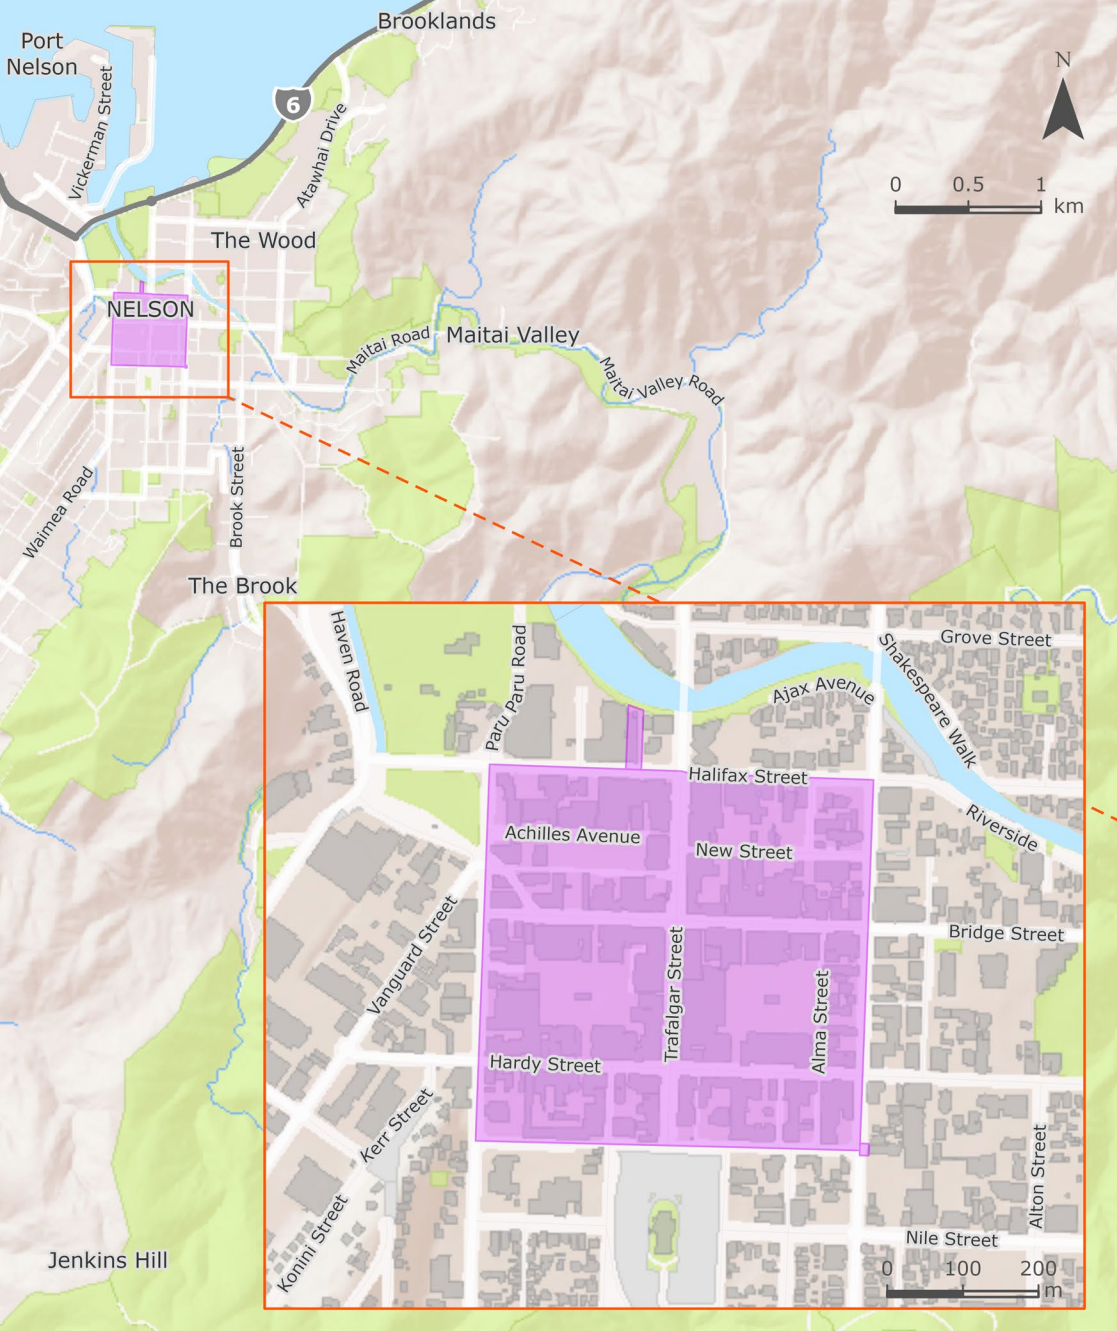 Brooklands
Port
Nelson
Vickerman Street
6
Atawhai Drive
N
0 0.5 1
km
The Wood
NELSON
Maitai Road
Maitai Valley
Maitai Valley Road
Waimea Road
Brook Street
The Brook
Haven Road
Paru Paru Road
Grove Street
Shakespeare Walk
Ajax Avenue
Halifax Street
Riverside
Achilles Avenue
New Street
Vanguard Street
Bridge Street
Trafalgar Street
Alma Street
Hardy Street
Kerr Street
Alton Street
Konini Street
Nile Street
Jenkins Hill
0 100 200
m